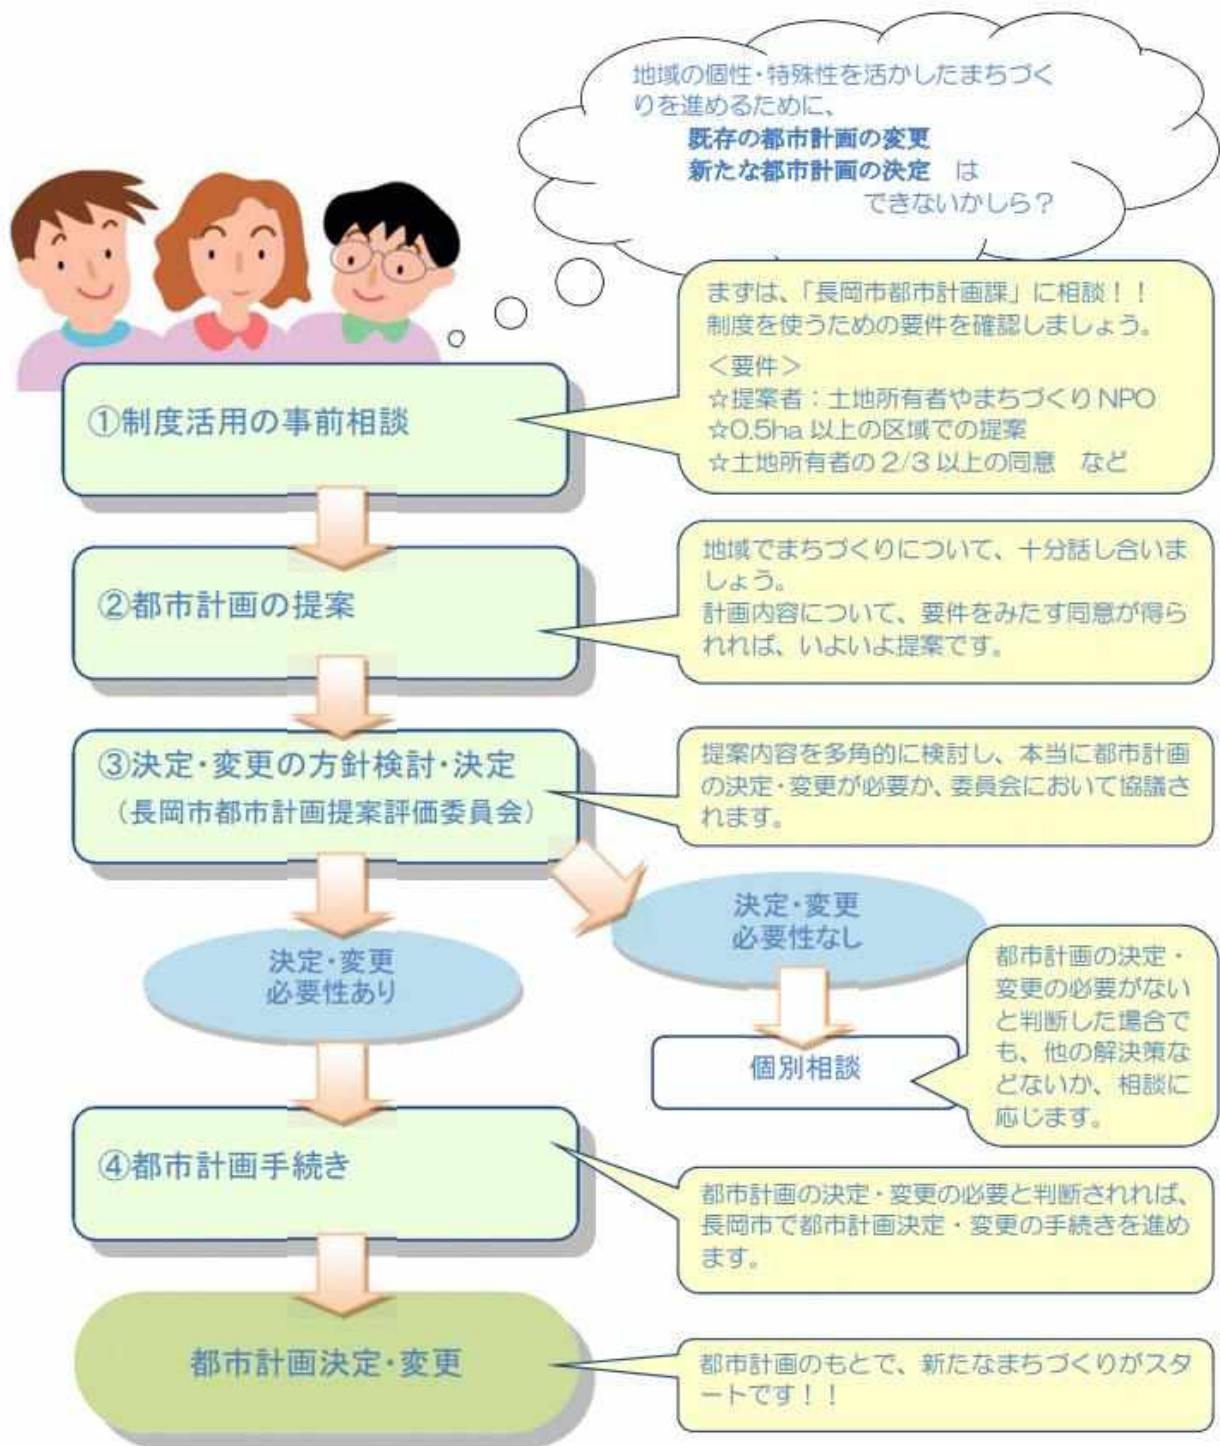 地域の個性・特殊性を活かしたまちづく
りを進めるために、
既存の都市計画の変更
新たな都市計画の決定 は
できないかしら？
まずは、「長岡市都市計画課」に相談！！
制度を使うための要件を確認しましょう。
＜要件＞
☆提案者：土地所有者やまちづくりNPO
☆0.5ha以上の区域での提案
☆土地所有者の2/3以上の同意 など
①制度活用の事前相談
地域でまちづくりについて、十分話し合いま
しょう。
計画内容について、要件をみたす同意が得ら
れれば、いよいよ提案です。
②都市計画の提案
③決定・変更の方針検討・決定
（長岡市都市計画提案評価委員会）
提案内容を多角的に検討し、本当に都市計画
の決定・変更が必要か、委員会において協議さ
れます。
決定・変更
必要性なし
決定・変更
必要性あり
都市計画の決定・
変更の必要がない
と判断した場合で
も、他の解決策な
どないか、相談に
応じます。
個別相談
④都市計画手続き
都市計画の決定・変更の必要と判断されれば、
長岡市で都市計画決定・変更の手続きを進め
ます。
都市計画決定・変更
都市計画のもとで、新たなまちづくりがスタ
ートです！！